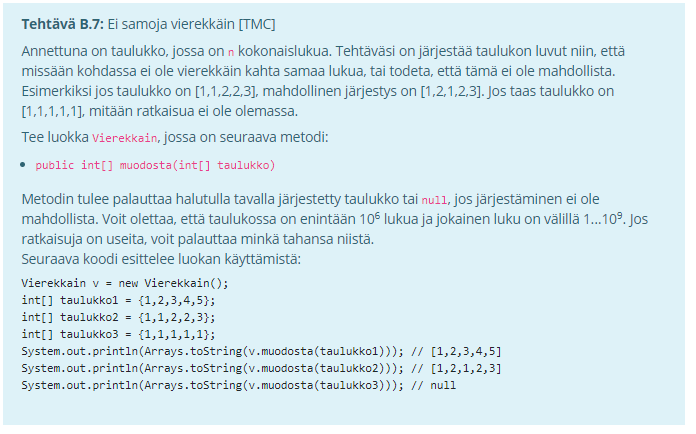 Tehtävä B.7: Ei samoja vierekkäin [TMC]
Annettuna on taulukko, jossa on n kokonaislukua. Tehtäväsi on järjestää taulukon luvut niin, että
missään kohdassa ei ole vierekkäin kahta samaa lukua, tai todeta, että tämä ei ole mahdollista.
Esimerkiksi jos taulukko on [1,1,2,2,3], mahdollinen järjestys on [1,2,1,2,3]. Jos taas taulukko on
[1,1,1,1,1], mitään ratkaisua ei ole olemassa.
Tee luokka Vierekkain, jossa on seuraava metodi:
• public int[] muodosta(int[] taulukko)
Metodin tulee palauttaa halutulla tavalla järjestetty taulukko tai null, jos järjestäminen ei ole
mahdollista. Voit olettaa, että taulukossa on enintään 10⁶ lukua ja jokainen luku on välillä 1...10⁹. Jos
ratkaisuja on useita, voit palauttaa minkä tahansa niistä.
Seuraava koodi esittelee luokan käyttämistä:
Vierekkain v = new Vierekkain();
int[] taulukko1 = {1,2,3,4,5};
int[] taulukko2 = {1,1,2,2,3};
int[] taulukko3 = {1,1,1,1,1};
System.out.println(Arrays.toString(v.muodosta(taulukko1))); // [1,2,3,4,5]
System.out.println(Arrays.toString(v.muodosta(taulukko2))); // [1,2,1,2,3]
System.out.println(Arrays.toString(v.muodosta(taulukko3))); // null